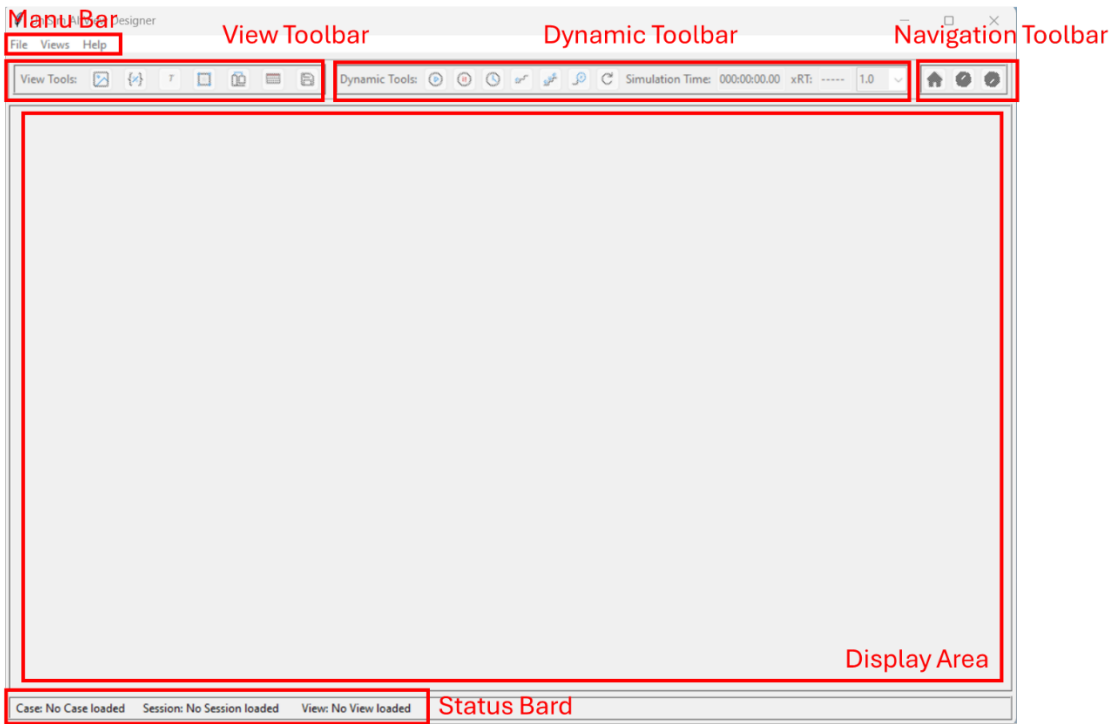 Manu Bar
Designer
View Toolbar
Dynamic Toolbar
Navigation Toolbar
File Views Help
View Tools: {x} T
Dynamic Tools: Simulation Time: 000:00:00.00 xRT: ----- 1.0
Display Area
Case: No Case loaded Session: No Session loaded View: No View loaded
Status Bard